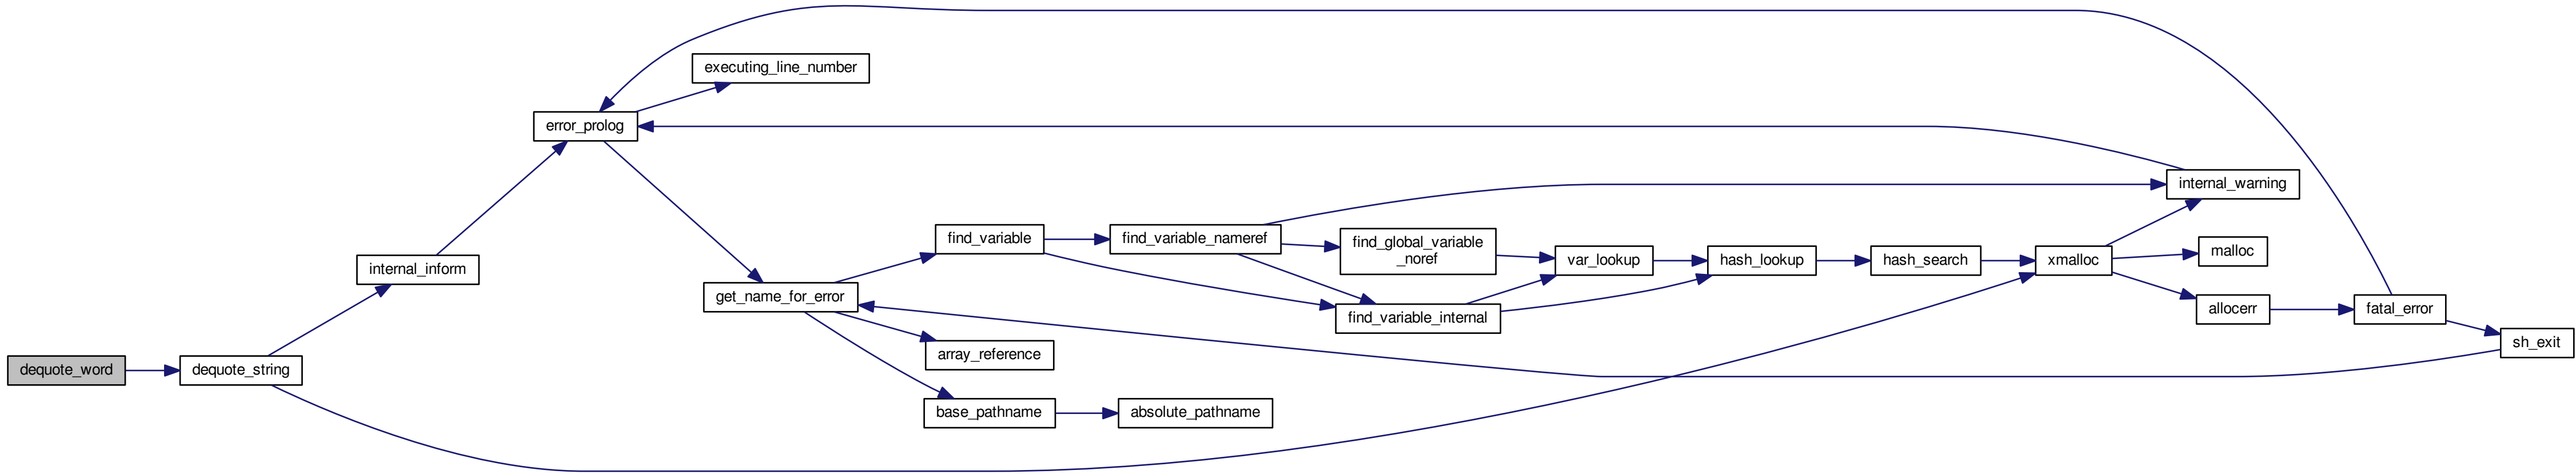 executing_line_number
error_prolog
internal_warning
find_variable
find_variable_nameref
find_global_variable
_noref
malloc
internal_inform
var_lookup
hash_lookup
hash_search
xmalloc
get_name_for_error
find_variable_internal
allocerr
fatal_error
sh_exit
array_reference
dequote_word
dequote_string
base_pathname
absolute_pathname